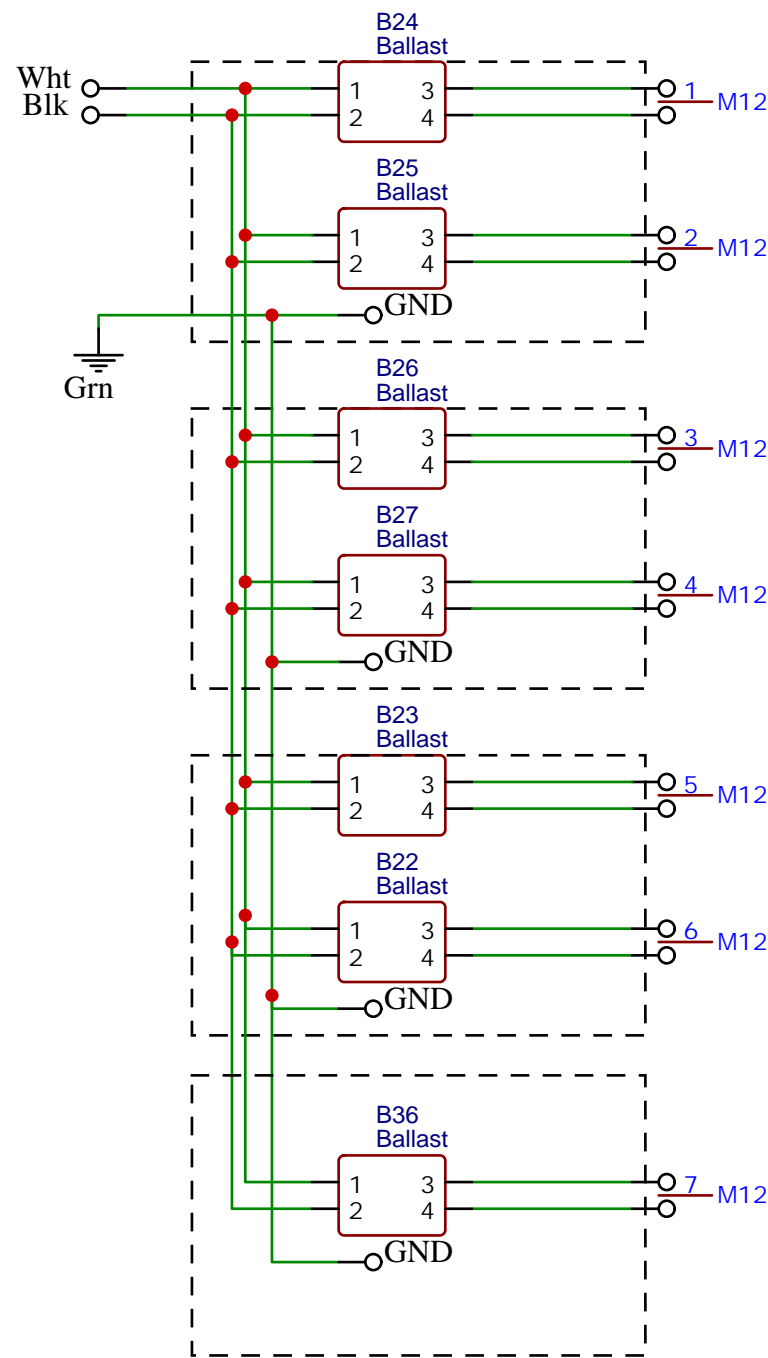 B24
Ballast
Wht
Blk
1 3
2 4
1 M12
B25
Ballast
1 3
2 4
2 M12
GND
Grn
B26
Ballast
1 3
2 4
3 M12
B27
Ballast
1 3
2 4
4 M12
GND
B23
Ballast
1 3
2 4
5 M12
B22
Ballast
1 3
2 4
6 M12
GND
B36
Ballast
1 3
2 4
7 M12
GND